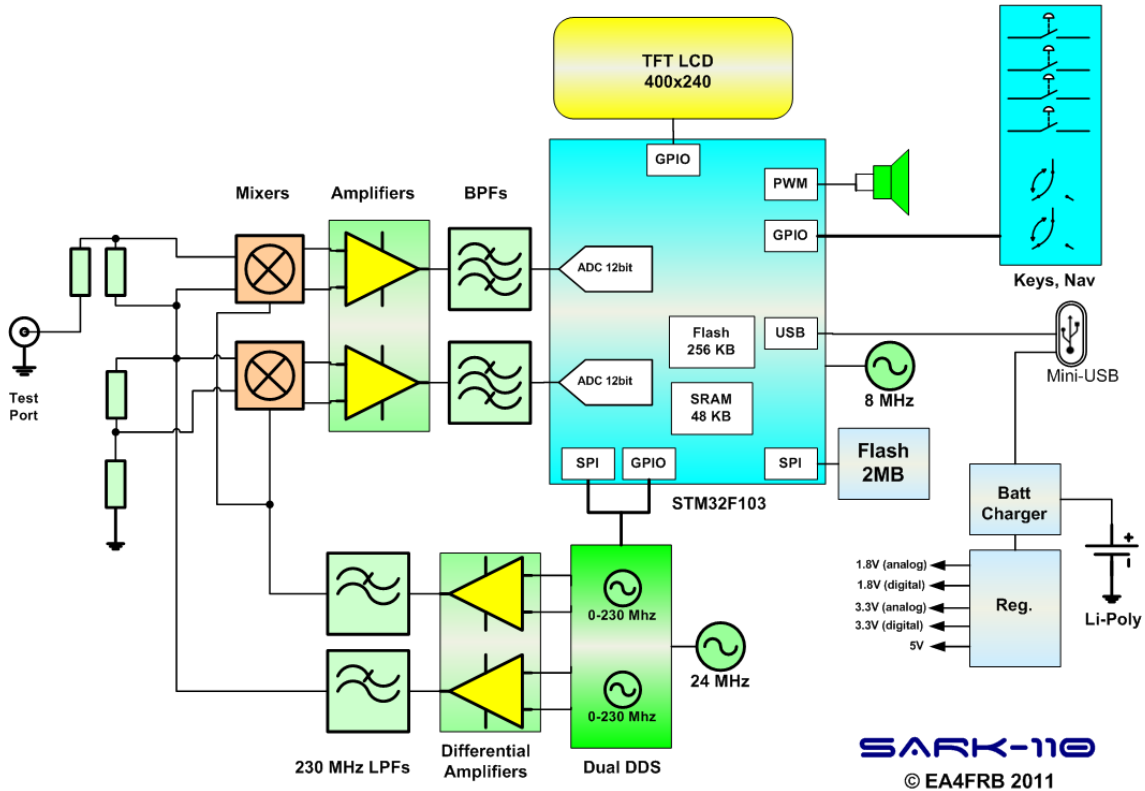 TFT LCD
400x240
GPIO
PWM
GPIO
Keys, Nav
Mixers
Amplifiers
BPFs
ADC 12bit
Flash
256 KB
USB
Mini-USB
8 MHz
Test
Port
ADC 12bit
SRAM
48 KB
SPI
GPIO
SPI
Flash
2MB
STM32F103
Batt
Charger
1.8V (analog)
1.8V (digital)
3.3V (analog)
3.3V (digital)
5V
Reg.
Li-Poly
+
-
0-230 Mhz
24 MHz
0-230 Mhz
230 MHz LPFs
Differential
Amplifiers
Dual DDS
SARK-110
© EA4FRB 2011